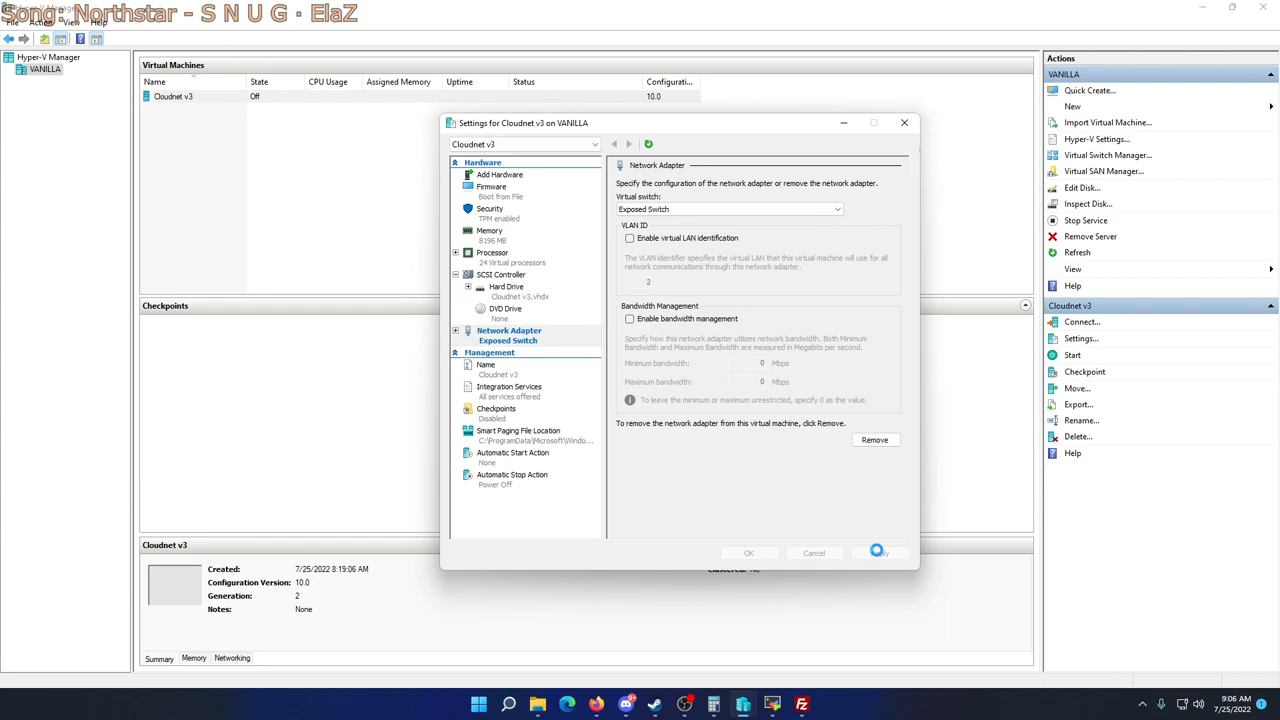 Song: Northstar - S N U G · ElaZ
File Action View Help
Hyper-V Manager
VANILLA
Virtual Machines
Name State CPU Usage Assigned Memory Uptime Status Configurati...
Cloudnet v3 Off 10.0
Checkpoints
Cloudnet v3
Created: 7/25/2022 8:19:06 AM
Configuration Version: 10.0
Generation: 2
Notes: None
Summary Memory Networking
Settings for Cloudnet v3 on VANILLA
Cloudnet v3
Hardware
Add Hardware
Firmware
Boot from File
Security
TPM enabled
Memory
8196 MB
Processor
24 Virtual processors
SCSI Controller
Hard Drive
Cloudnet v3.vhdx
DVD Drive
None
Network Adapter
Exposed Switch
Management
Name
Cloudnet v3
Integration Services
All services offered
Checkpoints
Disabled
Smart Paging File Location
C:\ProgramData\Microsoft\Windo...
Automatic Start Action
None
Automatic Stop Action
Power Off
Network Adapter
Specify the configuration of the network adapter or remove the network adapter.
Virtual switch:
Exposed Switch
VLAN ID
Enable virtual LAN identification
The VLAN identifier specifies the virtual LAN that this virtual machine will use for all
network communications through this network adapter.
2
Bandwidth Management
Enable bandwidth management
Specify how this network adapter utilizes network bandwidth. Both Minimum
Bandwidth and Maximum Bandwidth are measured in Megabits per second.
Minimum bandwidth: 0 Mbps
Maximum bandwidth: 0 Mbps
To leave the minimum or maximum unrestricted, specify 0 as the value.
To remove the network adapter from this virtual machine, click Remove.
Remove
OK Cancel
Actions
VANILLA
Quick Create...
New
Import Virtual Machine...
Hyper-V Settings...
Virtual Switch Manager...
Virtual SAN Manager...
Edit Disk...
Inspect Disk...
Stop Service
Remove Server
Refresh
View
Help
Cloudnet v3
Connect...
Settings...
Start
Checkpoint
Move...
Export...
Rename...
Delete...
Help
9:06 AM
7/25/2022